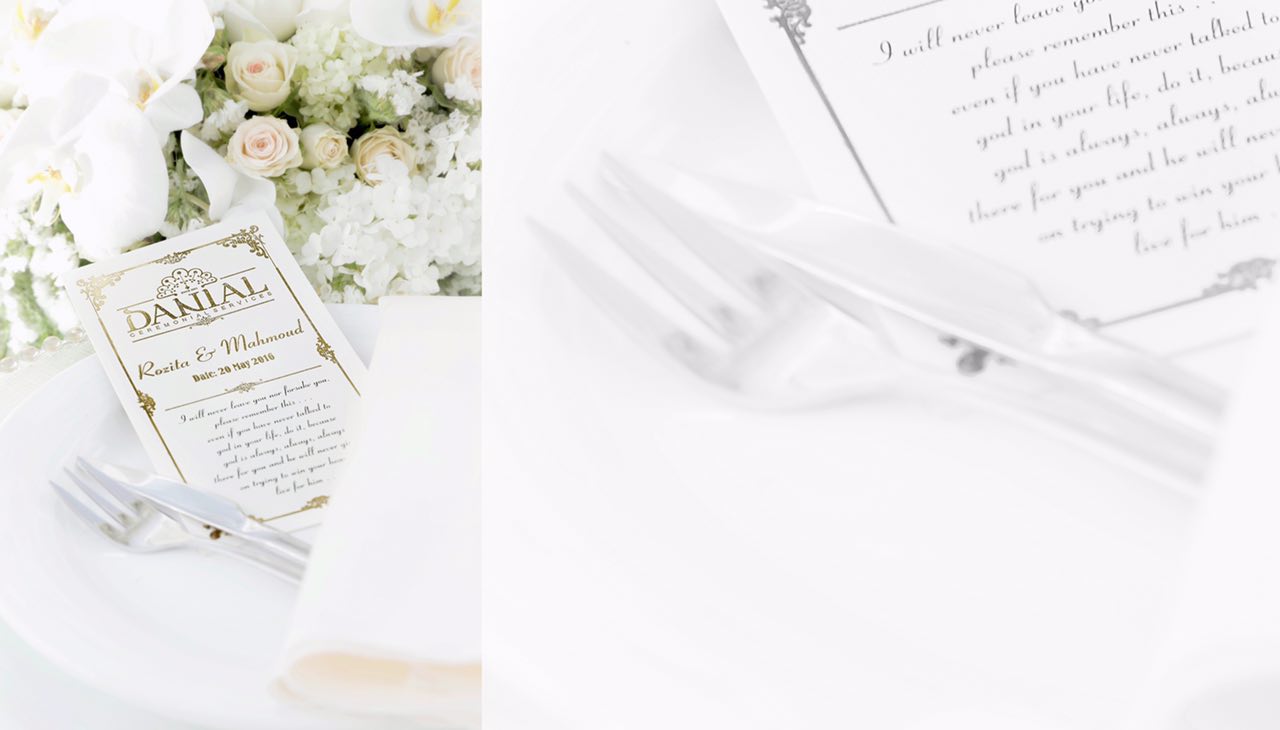 DANIAL
CEREMONIAL SERVICES
Rozita & Mahmoud
Date: 20 May 2016
I will never leave you nor forsake you.
please remember this . . .
even if you have never talked to
god in your life, do it, because
god is always, always, always
there for you and he will never
on trying to win your
live for him
I will never leave
please remember this . . .
even if you have never talked to
god in your life, do it,
god is always, always,
there for you and he will
on trying to win your
live for him